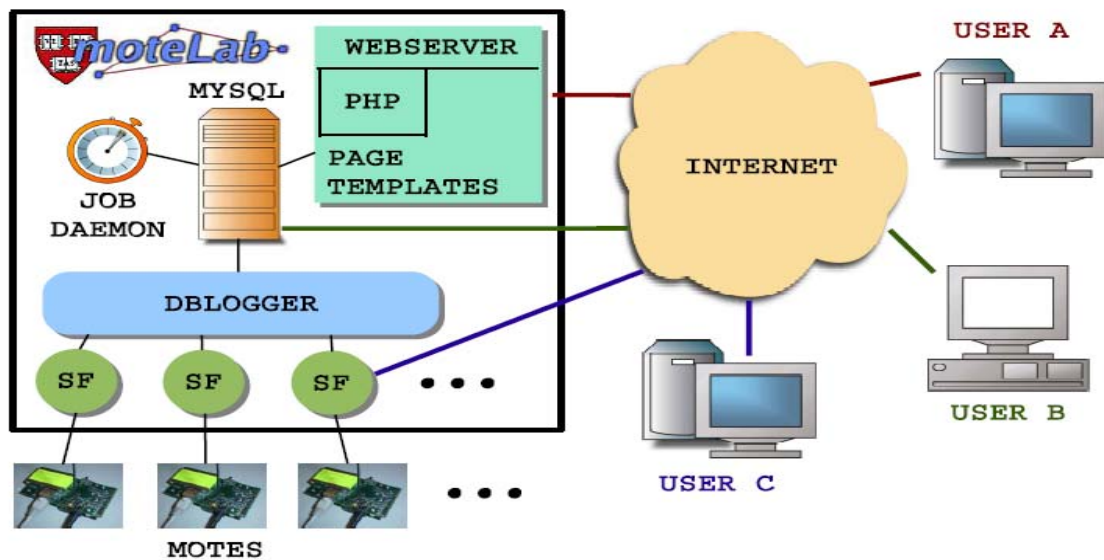 moteLab
WEBSERVER
USER A
MYSQL
PHP
INTERNET
PAGE
TEMPLATES
JOB
DAEMON
DBLOGGER
SF
SF
SF
USER B
USER C
MOTES